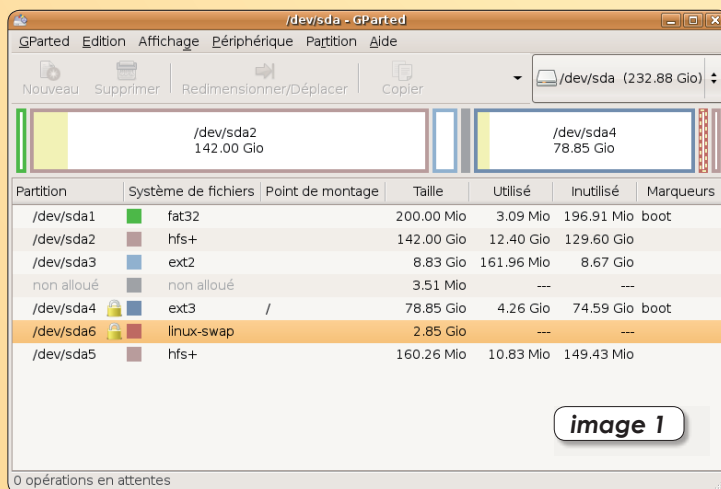 /dev/sda - GParted
GParted Edition Affichage Périphérique Partition Aide
Nouveau Supprimer Redimensionner/Déplacer Copier /dev/sda (232.88 Gio)
/dev/sda2 /dev/sda4
142.00 Gio 78.85 Gio
Partition Système de fichiers Point de montage Taille Utilisé Inutilisé Marqueurs
/dev/sda1 fat32 200.00 Mio 3.09 Mio 196.91 Mio boot
/dev/sda2 hfs+ 142.00 Gio 12.40 Gio 129.60 Gio
/dev/sda3 ext2 8.83 Gio 161.96 Mio 8.67 Gio
non alloué non alloué 3.51 Mio --- ---
/dev/sda4 ext3 / 78.85 Gio 4.26 Gio 74.59 Gio boot
/dev/sda6 linux-swap 2.85 Gio --- ---
/dev/sda5 hfs+ 160.26 Mio 10.83 Mio 149.43 Mio
image 1
0 opérations en attentes